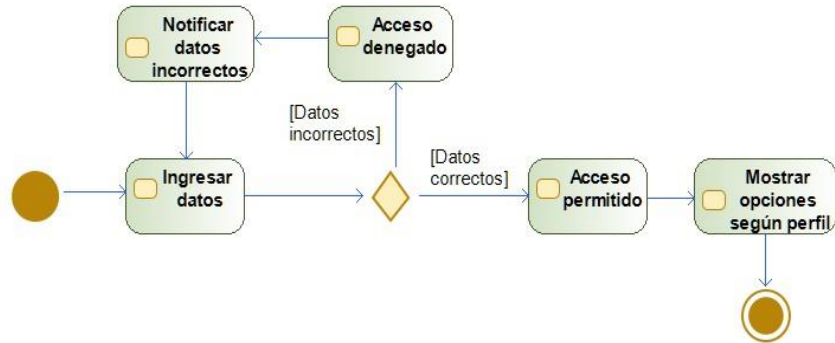 Notificar
datos
incorrectos
Acceso
denegado
[Datos
incorrectos]
Ingresar
datos
[Datos
correctos]
Acceso
permitido
Mostrar
opciones
según perfil